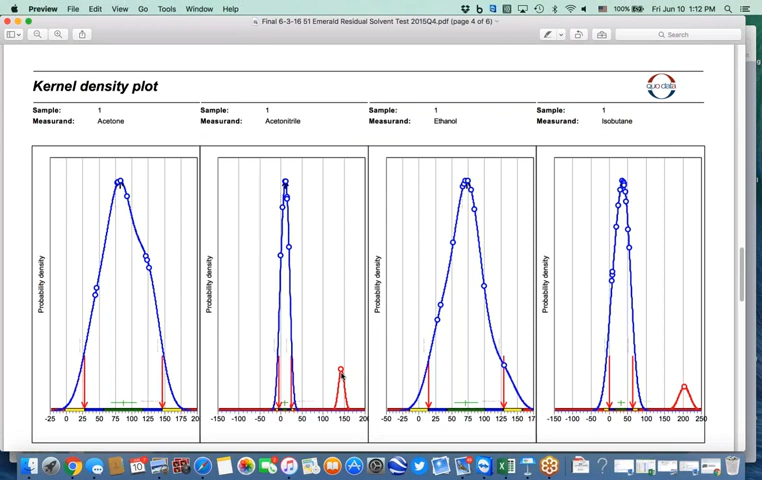 Preview File Edit View Go Tools Window Help
100% Fri Jun 10 1:12 PM
Final 6-3-16 51 Emerald Residual Solvent Test 2015Q4.pdf (page 4 of 6)
Search
Kernel density plot
quo data
Sample: 1 Sample: 1 Sample: 1 Sample: 1
Measurand: Acetone Measurand: Acetonitrile Measurand: Ethanol Measurand: Isobutane
Probability density Probability density Probability density Probability density
-25 0 25 50 75 100 125 150 175 20
-150 -100 -50 0 50 100 150 200
-50 -25 0 25 50 75 100 125 150 17
-150 -100 -50 0 50 100 150 200 250